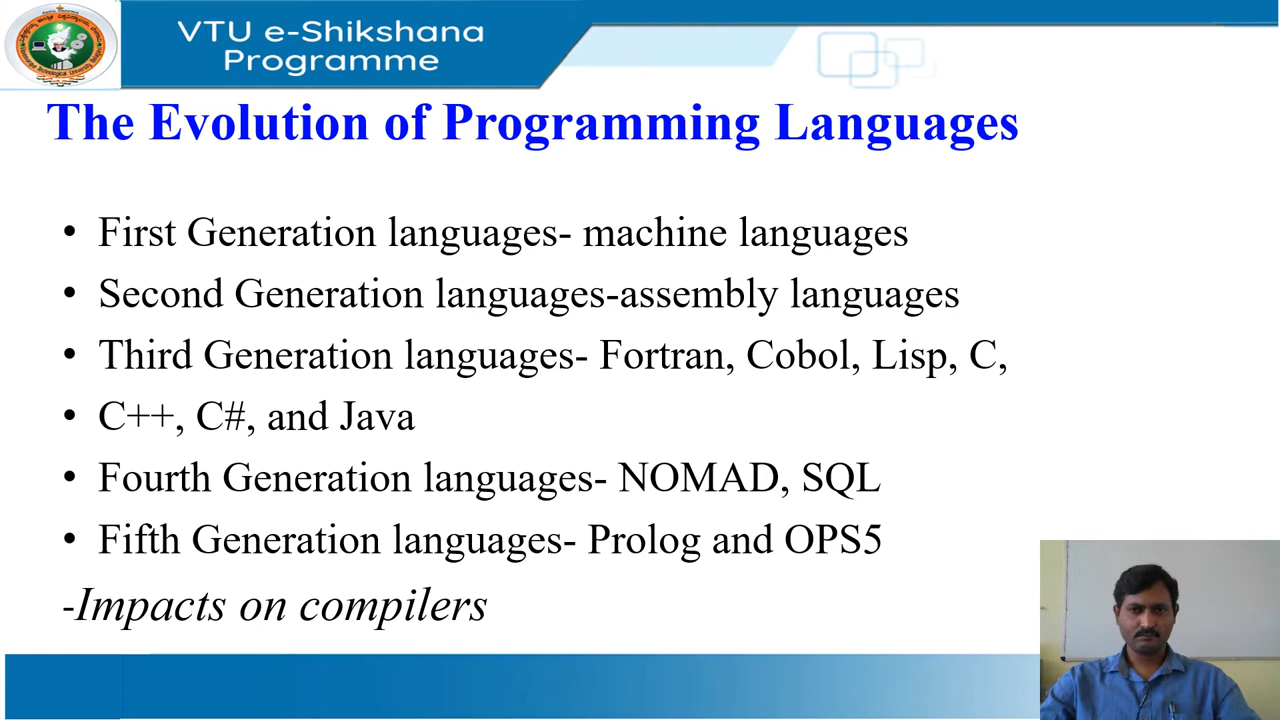 VTU e-Shikshana
Programme
The Evolution of Programming Languages
• First Generation languages- machine languages
• Second Generation languages-assembly languages
• Third Generation languages- Fortran, Cobol, Lisp, C,
• C++, C#, and Java
• Fourth Generation languages- NOMAD, SQL
• Fifth Generation languages- Prolog and OPS5
-Impacts on compilers